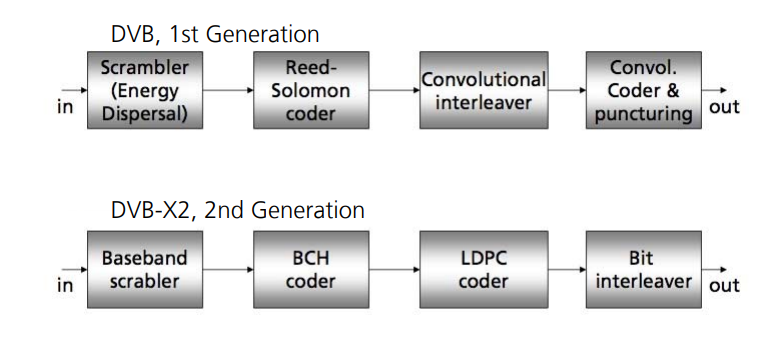 DVB, 1st Generation
in
Scrambler
(Energy
Dispersal)
Reed-
Solomon
coder
Convolutional
interleaver
Convol.
Coder &
puncturing
out
DVB-X2, 2nd Generation
in
Baseband
scrabler
BCH
coder
LDPC
coder
Bit
interleaver
out